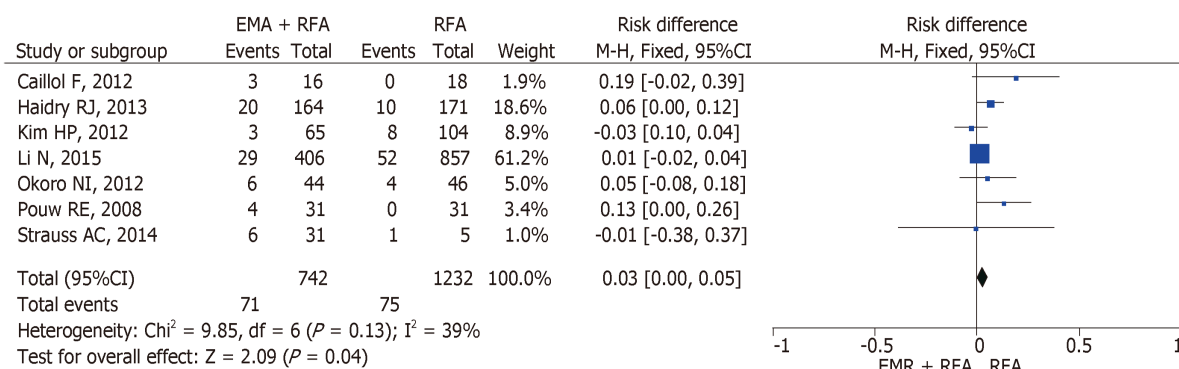 EMA + RFA RFA Risk difference Risk difference
Study or subgroup Events Total Events Total Weight M-H, Fixed, 95%CI M-H, Fixed, 95%CI
Caillol F, 2012 3 16 0 18 1.9% 0.19 [-0.02, 0.39]
Haidry RJ, 2013 20 164 10 171 18.6% 0.06 [0.00, 0.12]
Kim HP, 2012 3 65 8 104 8.9% -0.03 [0.10, 0.04]
Li N, 2015 29 406 52 857 61.2% 0.01 [-0.02, 0.04]
Okoro NI, 2012 6 44 4 46 5.0% 0.05 [-0.08, 0.18]
Pouw RE, 2008 4 31 0 31 3.4% 0.13 [0.00, 0.26]
Strauss AC, 2014 6 31 1 5 1.0% -0.01 [-0.38, 0.37]
Total (95%CI) 742 1232 100.0% 0.03 [0.00, 0.05]
Total events 71 75
Heterogeneity: Chi² = 9.85, df = 6 (P = 0.13); I² = 39%
Test for overall effect: Z = 2.09 (P = 0.04)
-1 -0.5 0 0.5 1
EMR + RFA RFA